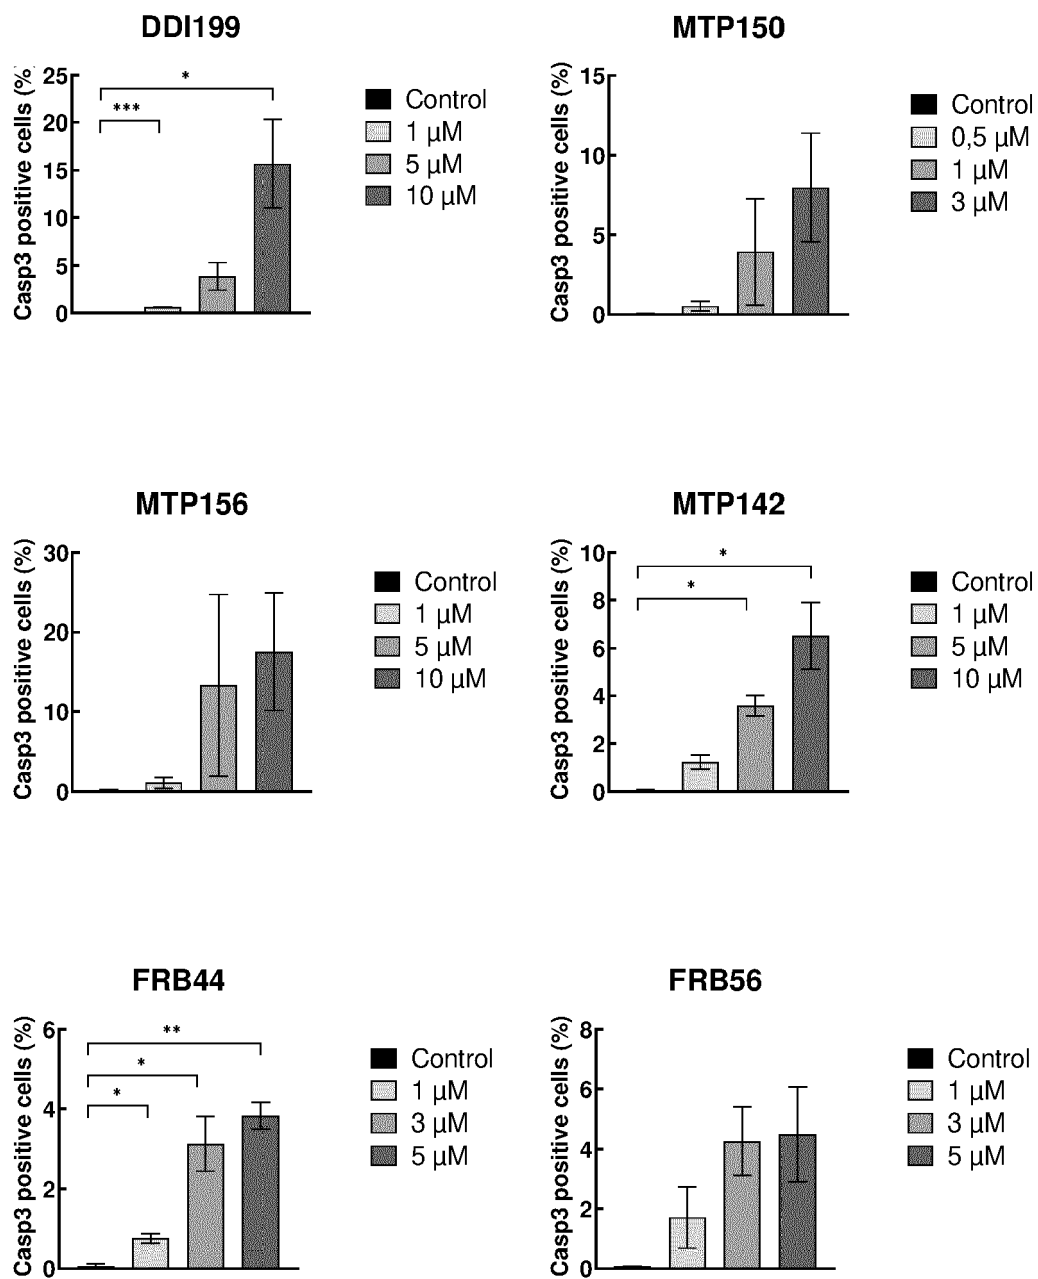 DDI199
Casp3 positive cells (%)
25
20
15
10
5
0
*
***
Control
1 µM
5 µM
10 µM
MTP150
Casp3 positive cells (%)
15
10
5
0
Control
0,5 µM
1 µM
3 µM
MTP156
Casp3 positive cells (%)
30
20
10
0
Control
1 µM
5 µM
10 µM
MTP142
Casp3 positive cells (%)
10
8
6
4
2
0
*
*
Control
1 µM
5 µM
10 µM
FRB44
Casp3 positive cells (%)
6
4
2
0
**
*
*
Control
1 µM
3 µM
5 µM
FRB56
Casp3 positive cells (%)
8
6
4
2
0
Control
1 µM
3 µM
5 µM